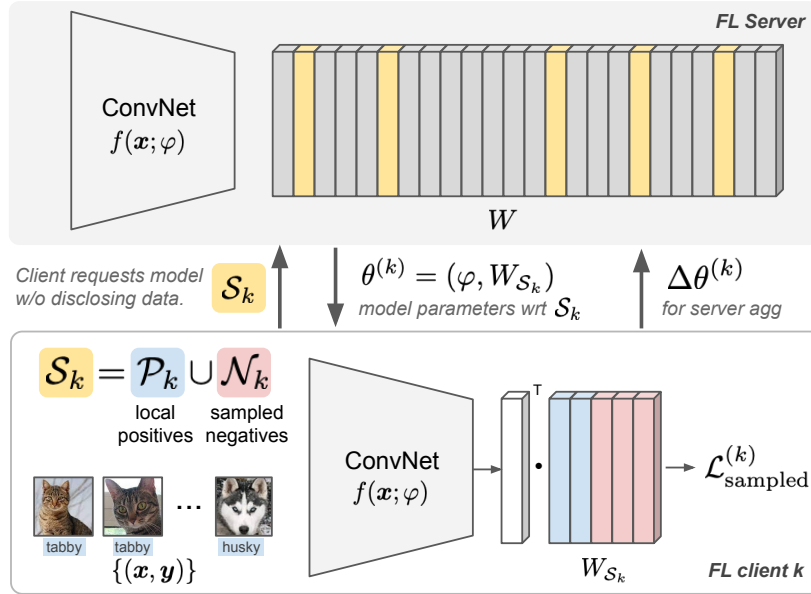 FL Server
ConvNet
f(x; φ)
W
Client requests model
w/o disclosing data.
S_k
θ^(k) = (φ, W_{S_k})
model parameters wrt S_k
Δθ^(k)
for server agg
S_k = P_k ∪ N_k
local
positives
sampled
negatives
ConvNet
f(x; φ)
T
•
L_sampled^(k)
tabby
tabby
...
husky
{(x, y)}
W_{S_k}
FL client k